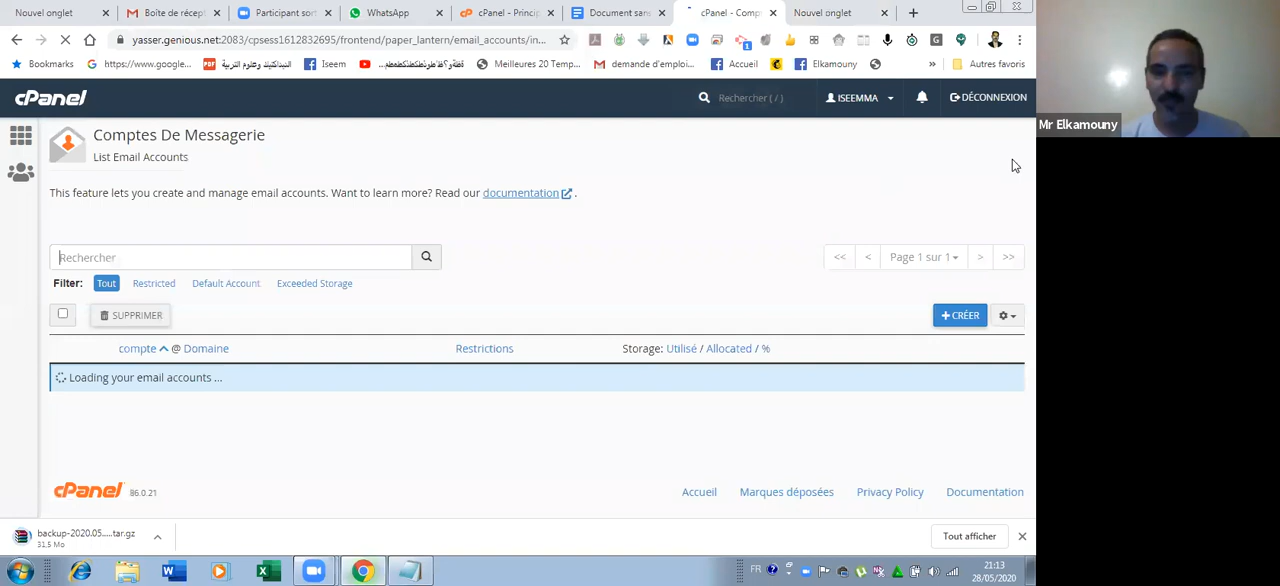 Nouvel onglet
Boîte de récept
Participant sort
WhatsApp
cPanel - Princip
Document sans
cPanel - Comp
Nouvel onglet
yasser.genious.net:2083/cpsess1612832695/frontend/paper_lantern/email_accounts/in...
Bookmarks
https://www.google...
الديداكتيك وعلوم التربية
Iseem
Meilleures 20 Temp...
demande d'emploi...
Accueil
Elkamouny
»
Autres favoris
cPanel
Rechercher ( / )
ISEEMMA
DÉCONNEXION
Mr Elkamouny
Comptes De Messagerie
List Email Accounts
This feature lets you create and manage email accounts. Want to learn more? Read our documentation .
Rechercher
<< < Page 1 sur 1 > >>
Filter: Tout Restricted Default Account Exceeded Storage
SUPPRIMER
+ CRÉER
compte @ Domaine Restrictions Storage: Utilisé / Allocated / %
Loading your email accounts ...
cPanel 86.0.21
Accueil Marques déposées Privacy Policy Documentation
backup-2020.05.....tar.gz
31.5 Mo
Tout afficher
FR
21:13
28/05/2020